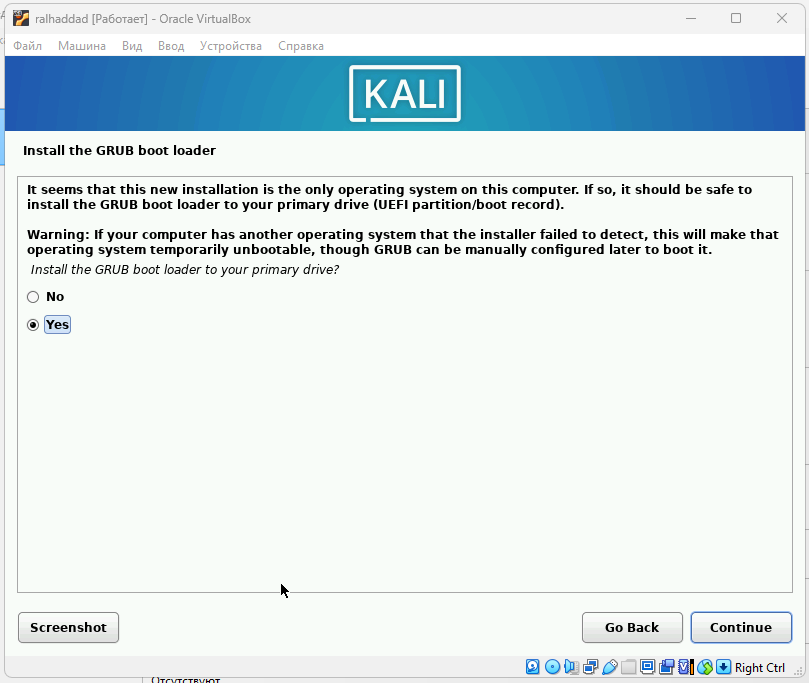 ralhaddad [Работает] - Oracle VirtualBox
Файл Машина Вид Ввод Устройства Справка
KALI
Install the GRUB boot loader
It seems that this new installation is the only operating system on this computer. If so, it should be safe to
install the GRUB boot loader to your primary drive (UEFI partition/boot record).
Warning: If your computer has another operating system that the installer failed to detect, this will make that
operating system temporarily unbootable, though GRUB can be manually configured later to boot it.
Install the GRUB boot loader to your primary drive?
No
Yes
Screenshot Go Back Continue
Right Ctrl
Отсутствуют